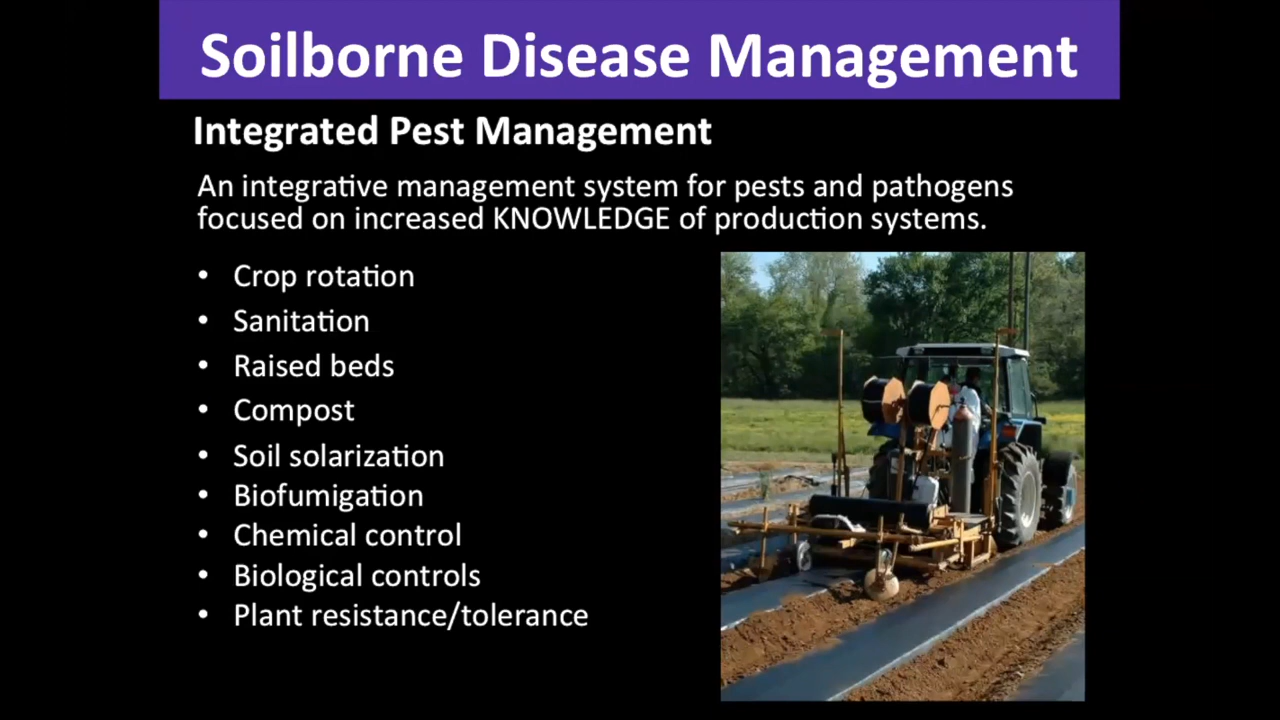 Soilborne Disease Management
Integrated Pest Management
An integrative management system for pests and pathogens
focused on increased KNOWLEDGE of production systems.
• Crop rotation
• Sanitation
• Raised beds
• Compost
• Soil solarization
• Biofumigation
• Chemical control
• Biological controls
• Plant resistance/tolerance